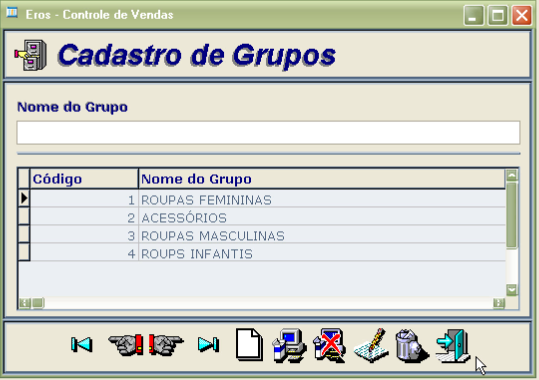 Eros - Controle de Vendas
Cadastro de Grupos
Nome do Grupo
Código Nome do Grupo
1 ROUPAS FEMININAS
2 ACESSÓRIOS
3 ROUPAS MASCULINAS
4 ROUPS INFANTIS